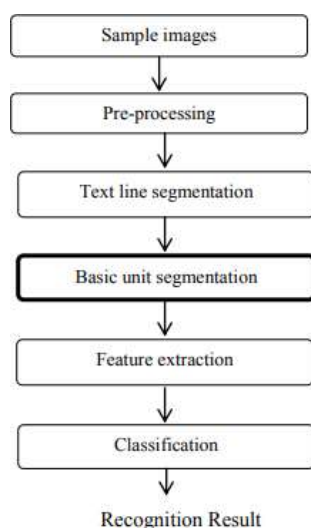 Sample images
Pre-processing
Text line segmentation
Basic unit segmentation
Feature extraction
Classification
Recognition Result